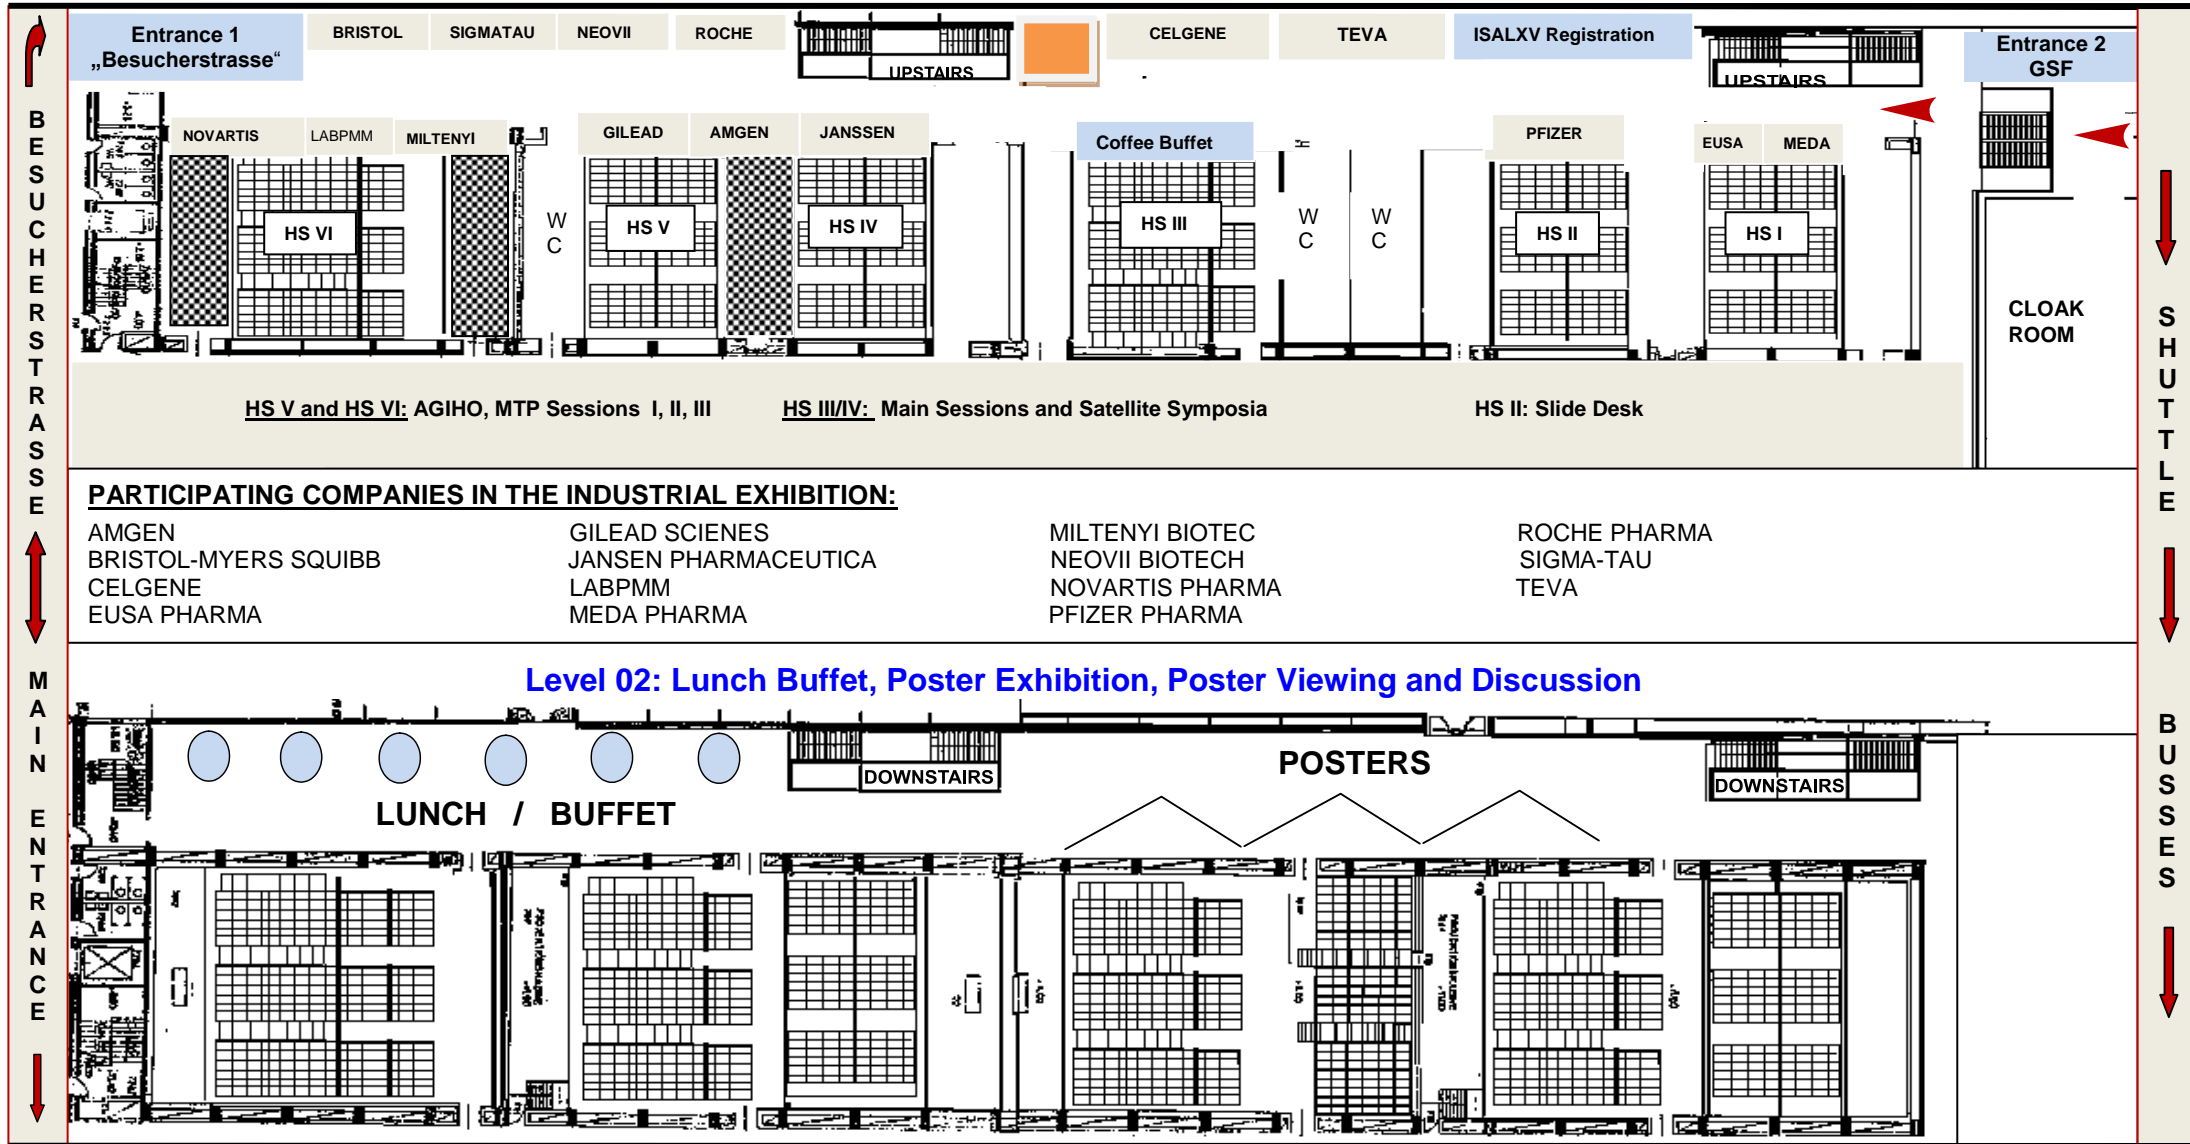 Entrance 1
„Besucherstrasse“
BRISTOL
SIGMATAU
NEOVII
ROCHE
UPSTAIRS
CELGENE
TEVA
ISALXV Registration
UPSTAIRS
Entrance 2
GSF
NOVARTIS
LABPMM
MILTENYI
GILEAD
AMGEN
JANSSEN
Coffee Buffet
PFIZER
EUSA
MEDA
HS VI
WC
HS V
HS IV
HS III
WC
WC
HS II
HS I
CLOAK
ROOM
HS V and HS VI: AGIHO, MTP Sessions I, II, III
HS III/IV: Main Sessions and Satellite Symposia
HS II: Slide Desk
BESUCHERSTRASSE
MAIN ENTRANCE
SHUTTLE
BUSSES
PARTICIPATING COMPANIES IN THE INDUSTRIAL EXHIBITION:
AMGEN
BRISTOL-MYERS SQUIBB
CELGENE
EUSA PHARMA
GILEAD SCIENES
JANSEN PHARMACEUTICA
LABPMM
MEDA PHARMA
MILTENYI BIOTEC
NEOVII BIOTECH
NOVARTIS PHARMA
PFIZER PHARMA
ROCHE PHARMA
SIGMA-TAU
TEVA
Level 02: Lunch Buffet, Poster Exhibition, Poster Viewing and Discussion
DOWNSTAIRS
POSTERS
DOWNSTAIRS
LUNCH / BUFFET